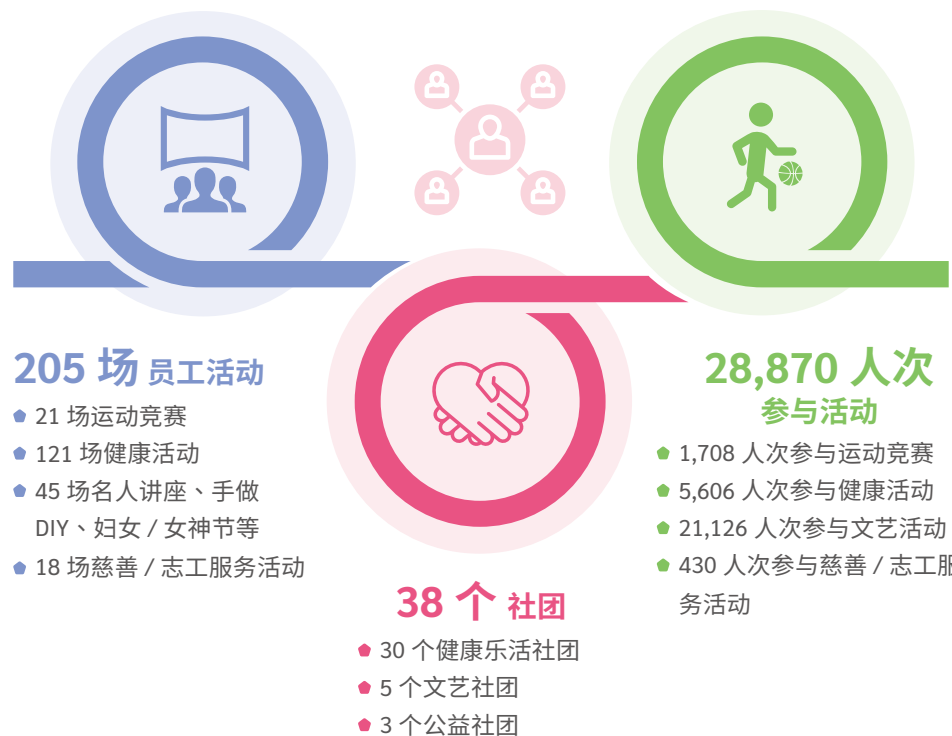 205 场 员工活动
21 场运动竞赛
121 场健康活动
45 场名人讲座、手做
DIY、妇女 / 女神节等
18 场慈善 / 志工服务活动
38 个 社团
30 个健康乐活社团
5 个文艺社团
3 个公益社团
28,870 人次
参与活动
1,708 人次参与运动竞赛
5,606 人次参与健康活动
21,126 人次参与文艺活动
430 人次参与慈善 / 志工服
务活动